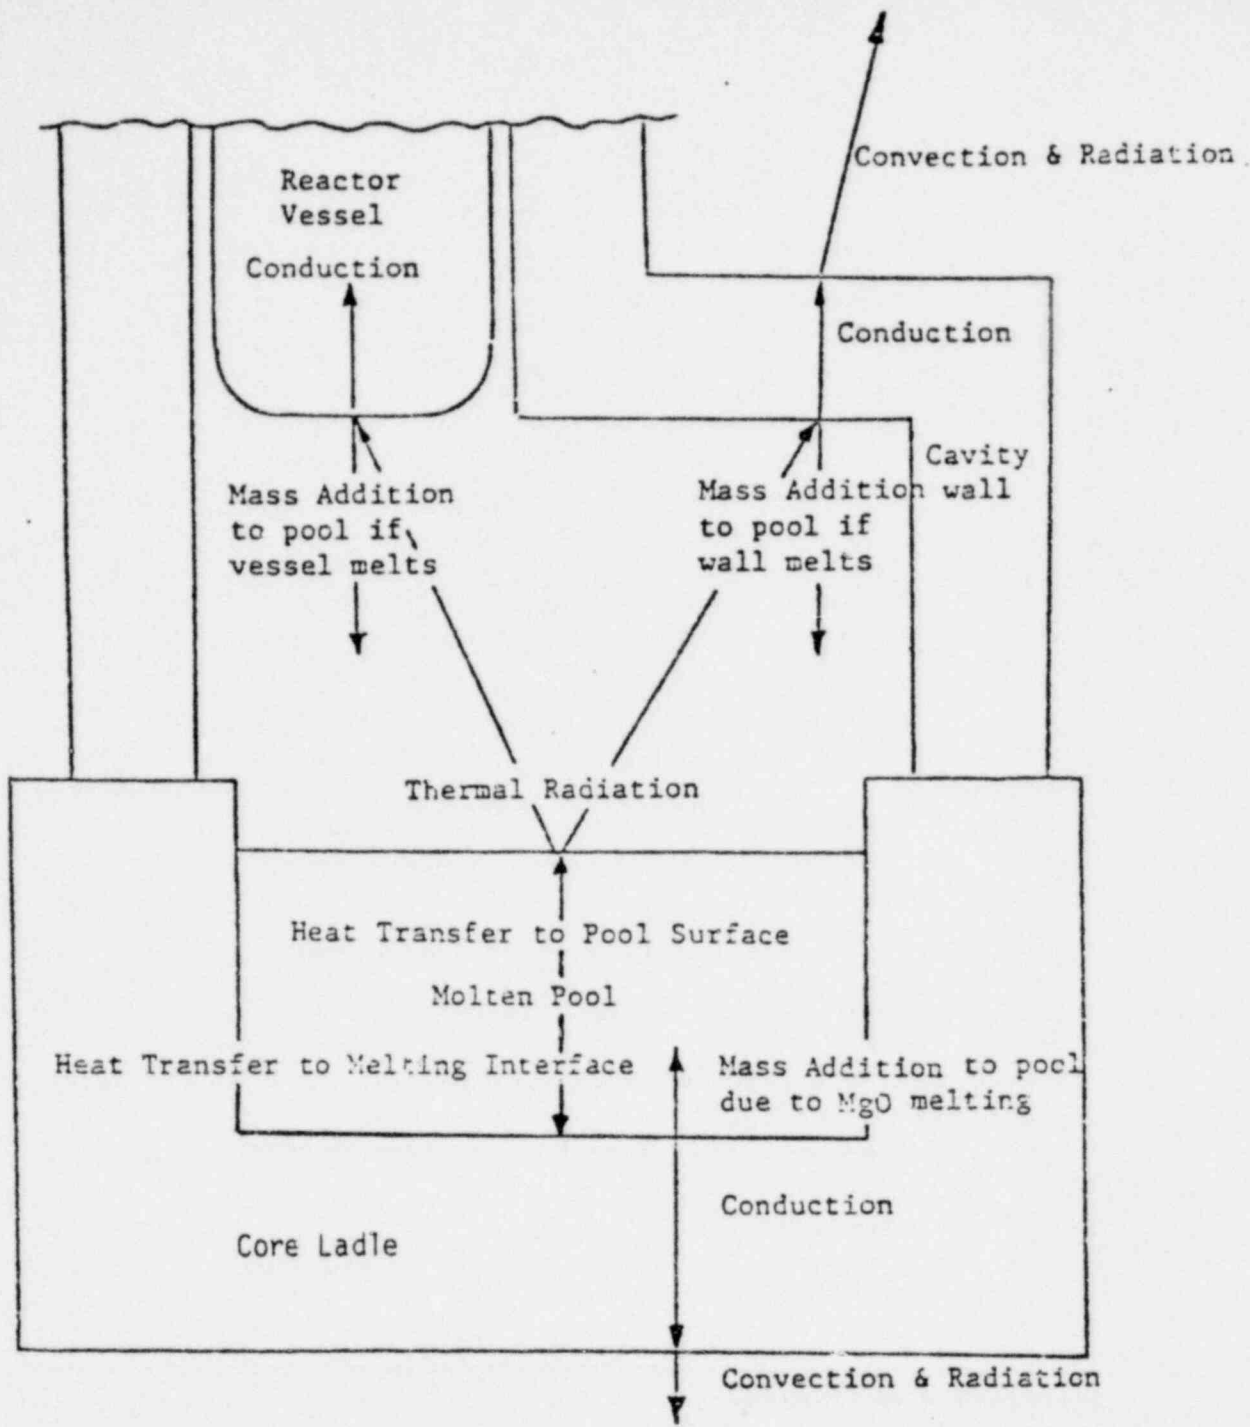 Convection & Radiation
Reactor
Vessel
Conduction
Conduction
Cavity
wall
Mass Addition
to pool if
vessel melts
Mass Addition
to pool if
wall melts
Thermal Radiation
Heat Transfer to Pool Surface
Molten Pool
Heat Transfer to Melting Interface
Mass Addition to pool
due to MgO melting
Conduction
Core Ladle
Convection & Radiation